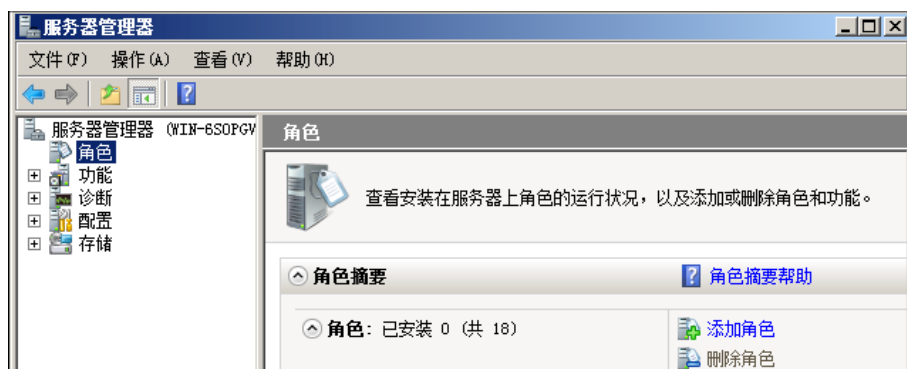 服务器管理器
文件(F) 操作(A) 查看(V) 帮助(H)
服务器管理器 (WIN-6SOPGV
角色
功能
诊断
配置
存储
角色
查看安装在服务器上角色的运行状况，以及添加或删除角色和功能。
角色摘要
角色摘要帮助
角色: 已安装 0 (共 18)
添加角色
删除角色